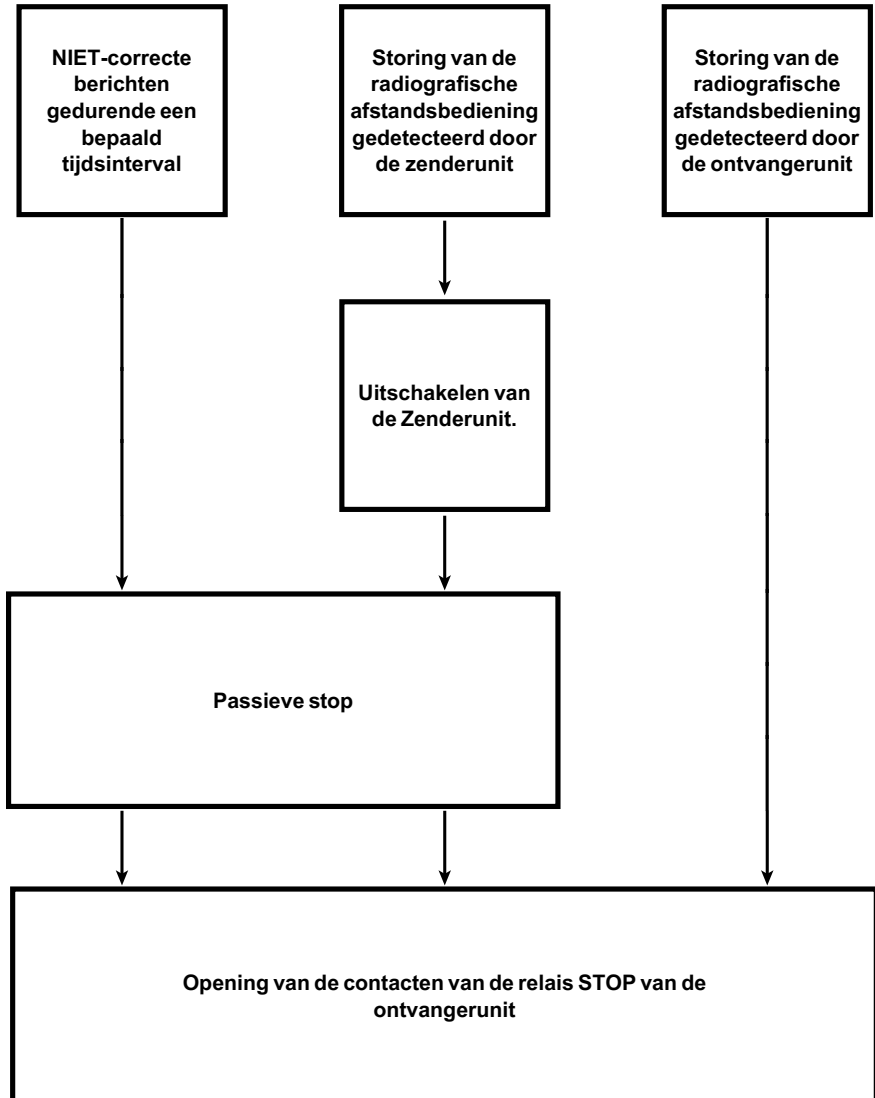 NIET-correcte
berichten
gedurende een
bepaald
tijdsinterval
Storing van de
radiografische
afstandsbediening
gedetecteerd door
de zenderunit
Storing van de
radiografische
afstandsbediening
gedetecteerd door
de ontvangerunit
Uitschakelen van
de Zenderunit.
Passieve stop
Opening van de contacten van de relais STOP van de
ontvangerunit